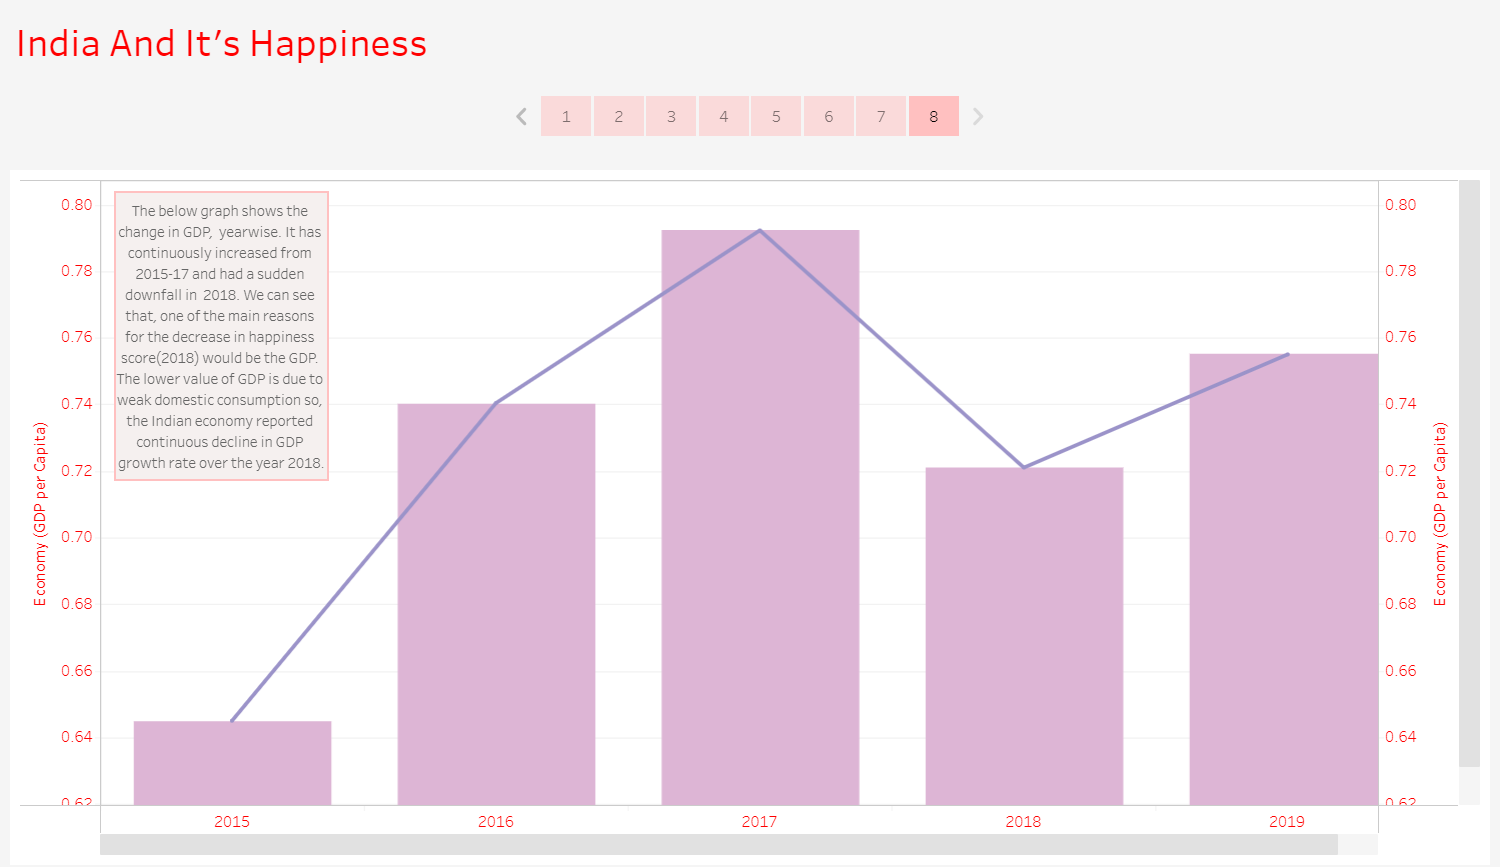 India And It’s Happiness
1 2 3 4 5 6 7 8
The below graph shows the
change in GDP,  yearwise. It has
continuously increased from
2015-17 and had a sudden
downfall in  2018. We can see
that, one of the main reasons
for the decrease in happiness
score(2018) would be the GDP.
The lower value of GDP is due to
weak domestic consumption so,
the Indian economy reported
continuous decline in GDP
growth rate over the year 2018.
Economy (GDP per Capita)
0.80
0.78
0.76
0.74
0.72
0.70
0.68
0.66
0.64
0.62
0.80
0.78
0.76
0.74
0.72
0.70
0.68
0.66
0.64
0.62
Economy (GDP per Capita)
2015 2016 2017 2018 2019